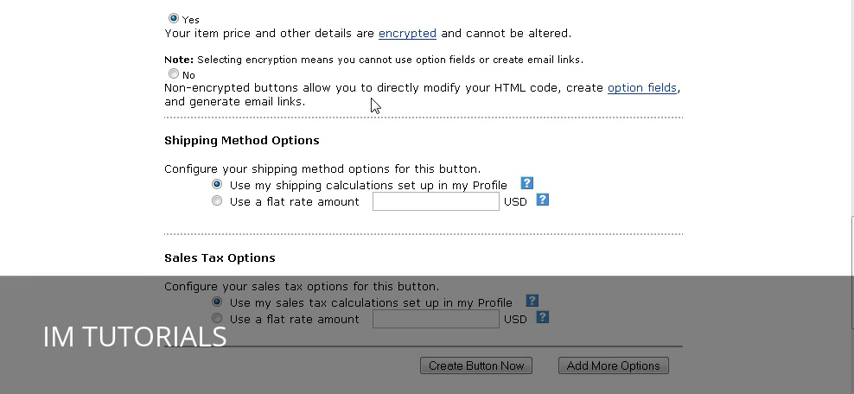 Yes
Your item price and other details are encrypted and cannot be altered.
Note: Selecting encryption means you cannot use option fields or create email links.
No
Non-encrypted buttons allow you to directly modify your HTML code, create option fields,
and generate email links.
Shipping Method Options
Configure your shipping method options for this button.
Use my shipping calculations set up in my Profile ?
Use a flat rate amount USD ?
Sales Tax Options
Configure your sales tax options for this button.
Use my sales tax calculations set up in my Profile ?
Use a flat rate amount USD ?
IM TUTORIALS
Create Button Now Add More Options